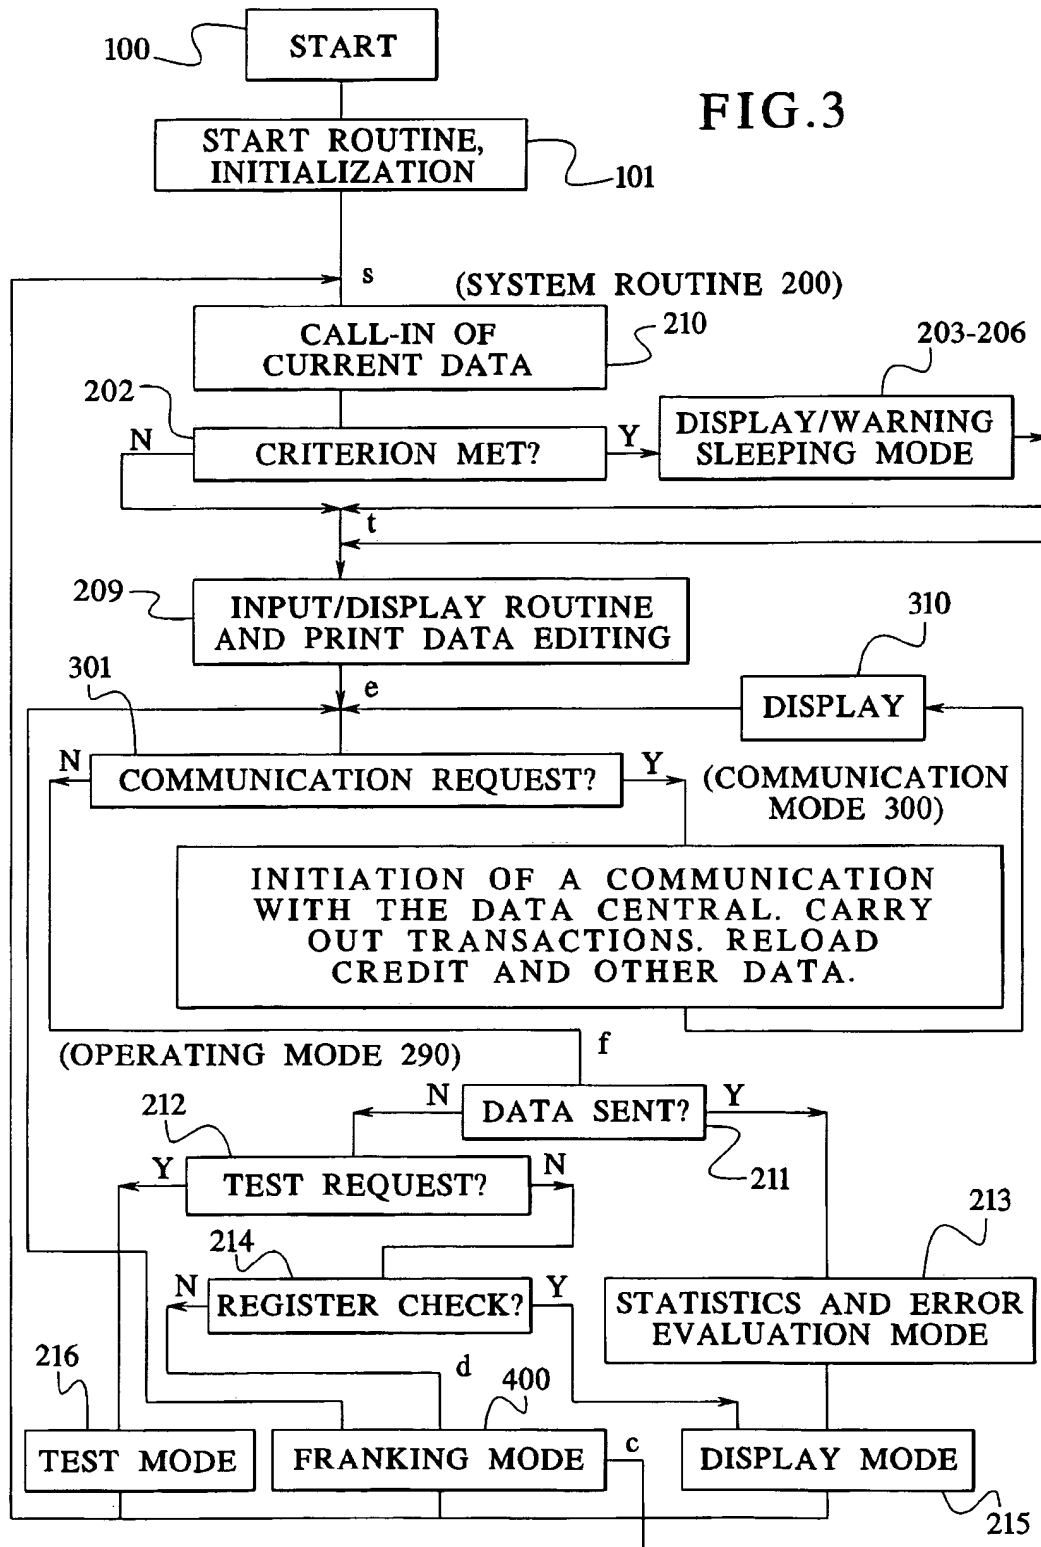 START
100
FIG.3
START ROUTINE,
INITIALIZATION
101
s
(SYSTEM ROUTINE 200)
CALL-IN OF
CURRENT DATA
210
203-206
202
N
CRITERION MET?
Y
DISPLAY/WARNING
SLEEPING MODE
t
209
INPUT/DISPLAY ROUTINE
AND PRINT DATA EDITING
310
301
e
DISPLAY
N
COMMUNICATION REQUEST?
Y
(COMMUNICATION
MODE 300)
INITIATION OF A COMMUNICATION
WITH THE DATA CENTRAL. CARRY
OUT TRANSACTIONS. RELOAD
CREDIT AND OTHER DATA.
(OPERATING MODE 290)
f
N
DATA SENT?
Y
212
211
Y
TEST REQUEST?
N
213
214
N
REGISTER CHECK?
Y
STATISTICS AND ERROR
EVALUATION MODE
216
d
400
TEST MODE
FRANKING MODE
c
DISPLAY MODE
215